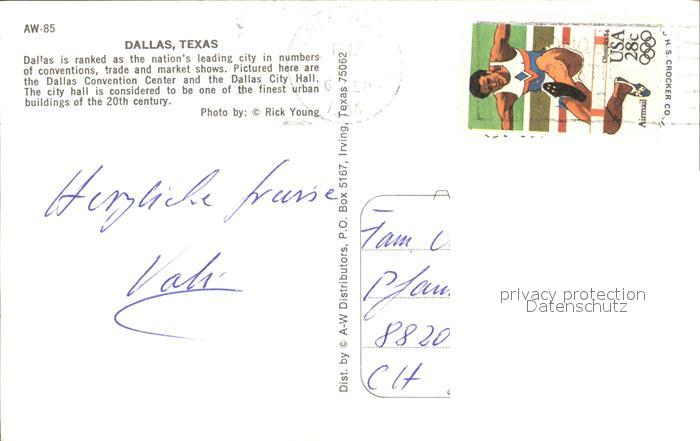 AW-85
DALLAS, TEXAS
Dallas is ranked as the nation's leading city in numbers
of conventions, trade and market shows. Pictured here are
the Dallas Convention Center and the Dallas City Hall.
The city hall is considered to be one of the finest urban
buildings of the 20th century.
Photo by: © Rick Young
Herzliche Grüsse
Dist. by © A-W Distributors, P.O. Box 5167, Irving, Texas 75062
Olympics 84
USA
28c
Airmail
H.S. CROCKER CO.
Fam
8820
CH
privacy protection
Datenschutz